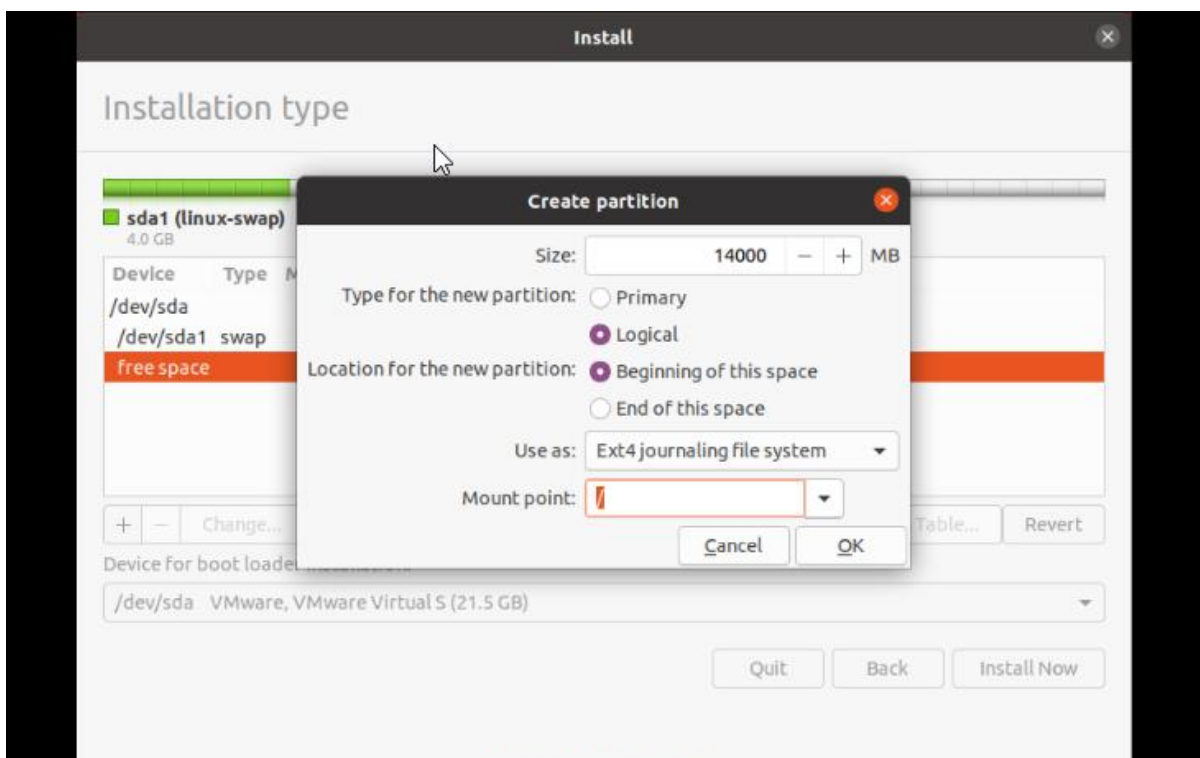 Install
Installation type
sda1 (linux-swap)
4.0 GB
Device Type M
/dev/sda
/dev/sda1 swap
free space
Create partition
Size: 14000 − + MB
Type for the new partition: Primary
Logical
Location for the new partition: Beginning of this space
End of this space
Use as: Ext4 journaling file system
Mount point: /
Cancel OK
+ − Change... Table... Revert
Device for boot loader
/dev/sda VMware, VMware Virtual S (21.5 GB)
Quit Back Install Now